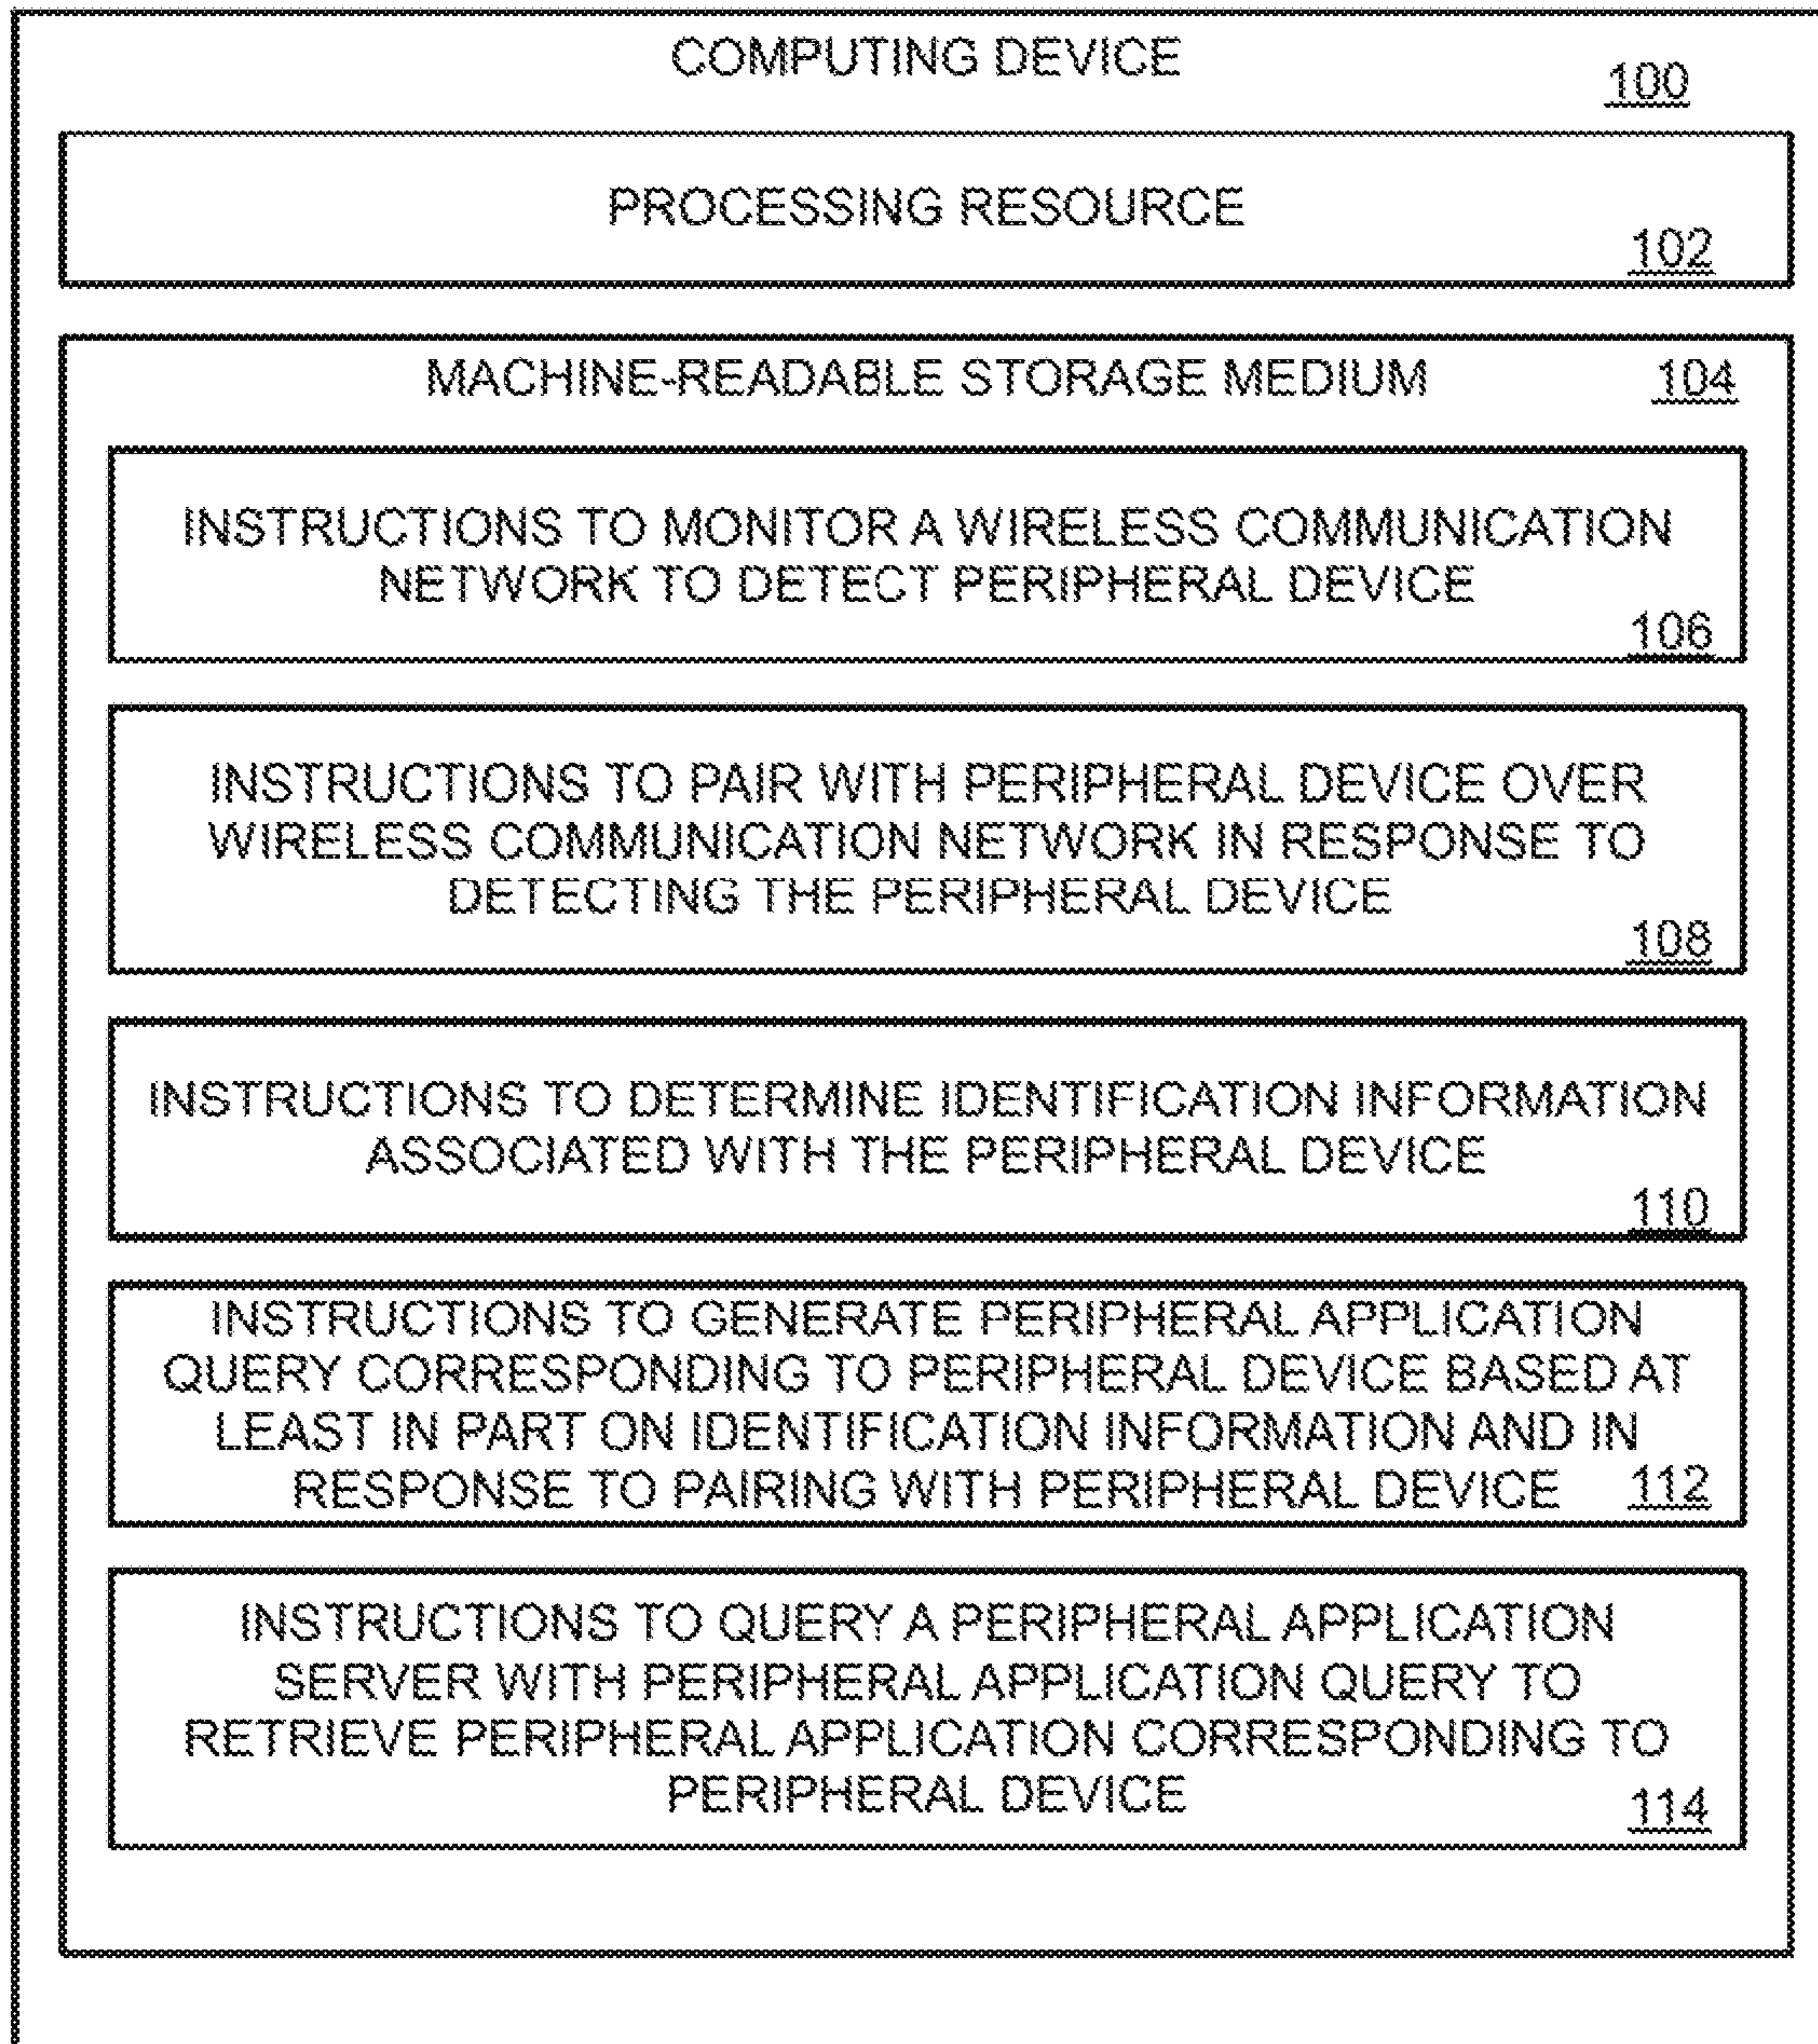 COMPUTING DEVICE
100
PROCESSING RESOURCE
102
MACHINE-READABLE STORAGE MEDIUM
104
INSTRUCTIONS TO MONITOR A WIRELESS COMMUNICATION
NETWORK TO DETECT PERIPHERAL DEVICE
106
INSTRUCTIONS TO PAIR WITH PERIPHERAL DEVICE OVER
WIRELESS COMMUNICATION NETWORK IN RESPONSE TO
DETECTING THE PERIPHERAL DEVICE
108
INSTRUCTIONS TO DETERMINE IDENTIFICATION INFORMATION
ASSOCIATED WITH THE PERIPHERAL DEVICE
110
INSTRUCTIONS TO GENERATE PERIPHERAL APPLICATION
QUERY CORRESPONDING TO PERIPHERAL DEVICE BASED AT
LEAST IN PART ON IDENTIFICATION INFORMATION AND IN
RESPONSE TO PAIRING WITH PERIPHERAL DEVICE
112
INSTRUCTIONS TO QUERY A PERIPHERAL APPLICATION
SERVER WITH PERIPHERAL APPLICATION QUERY TO
RETRIEVE PERIPHERAL APPLICATION CORRESPONDING TO
PERIPHERAL DEVICE
114